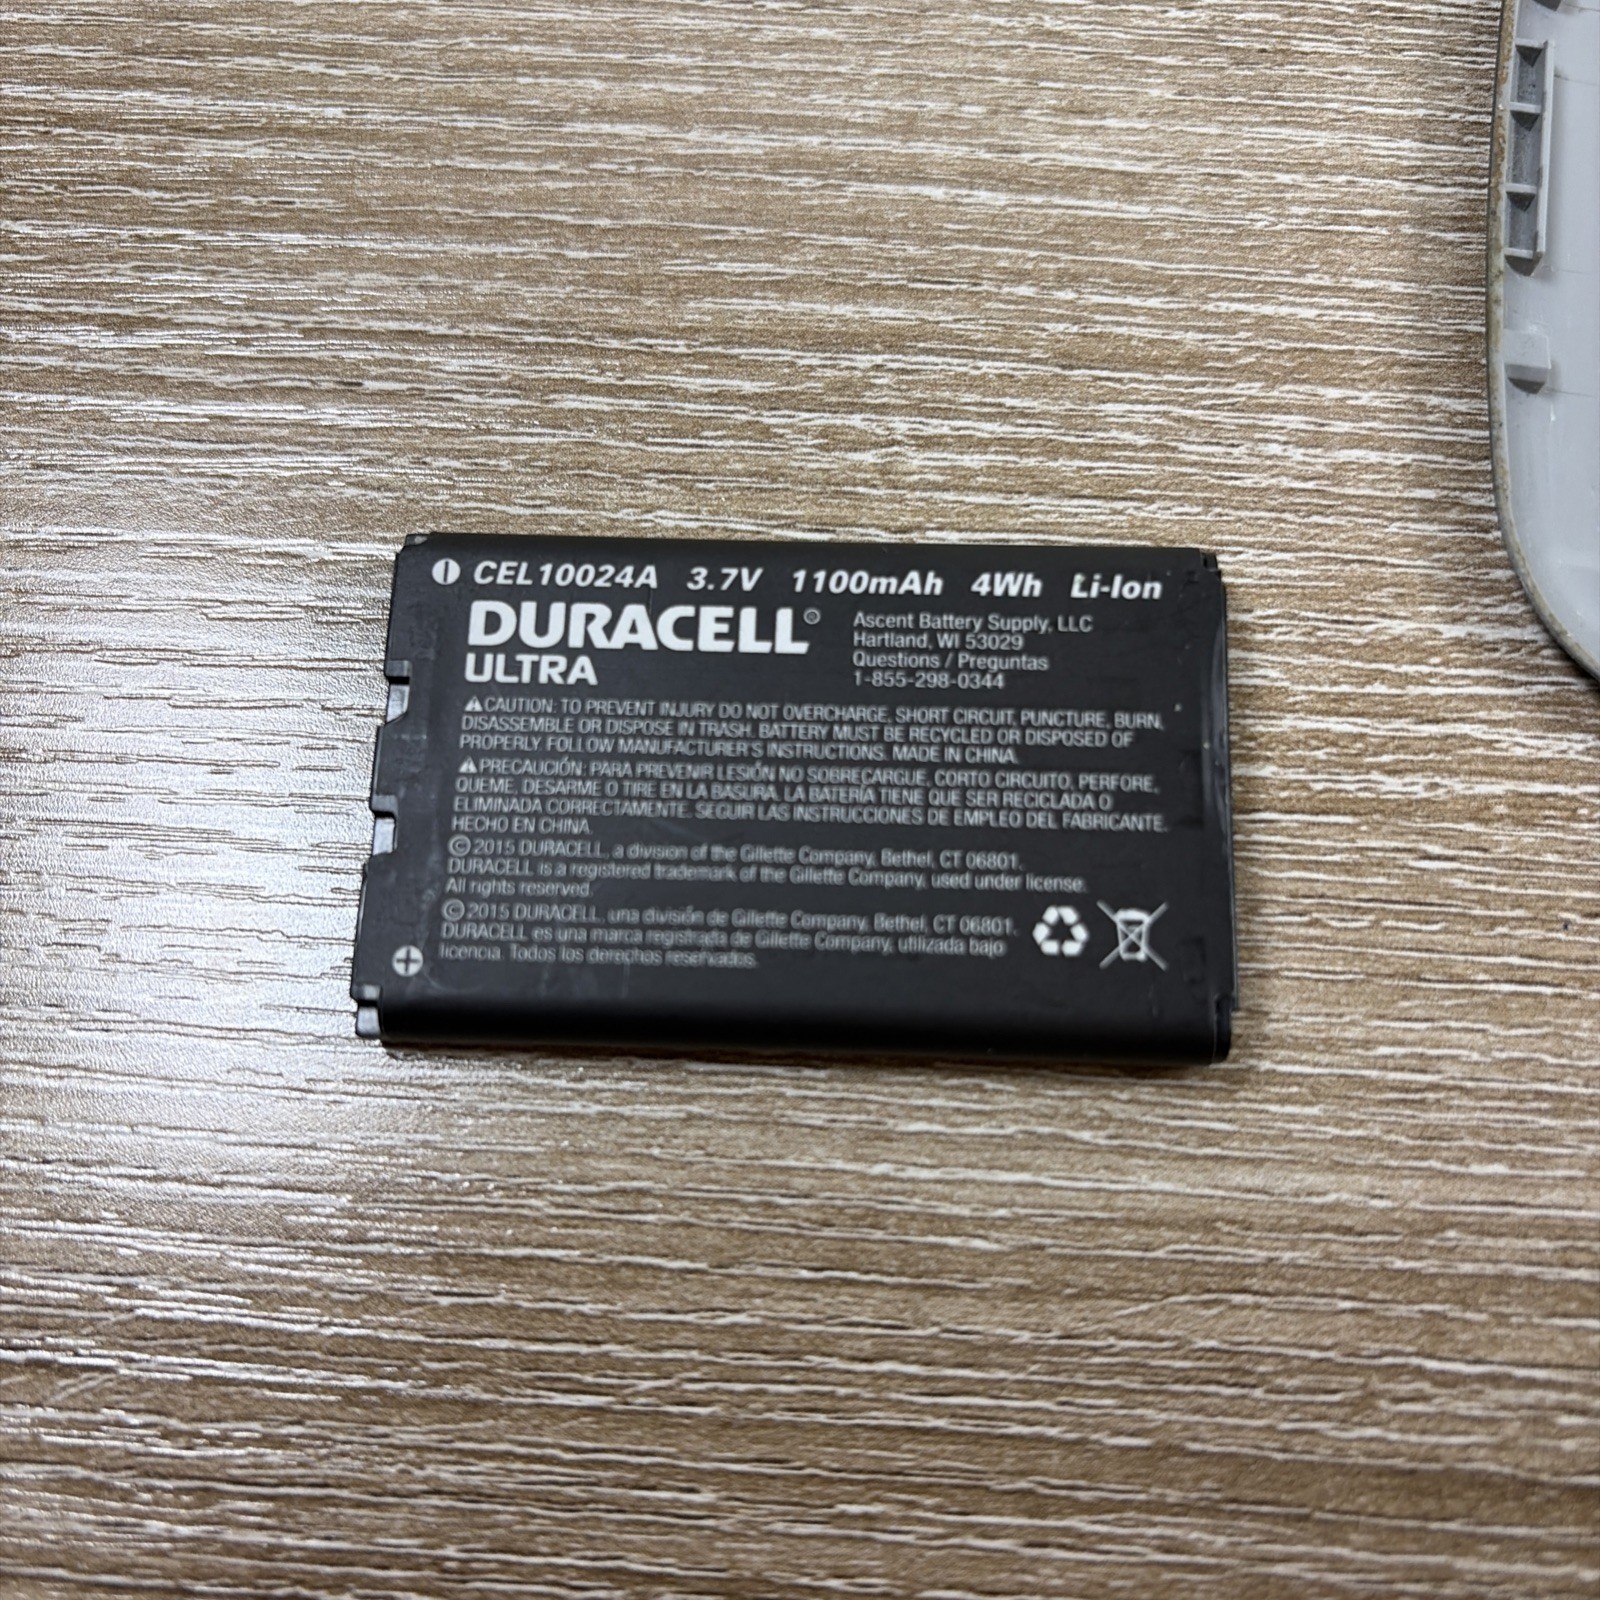 CEL10024A 3.7V 1100mAh 4Wh Li-Ion
DURACELL®
ULTRA
Ascent Battery Supply, LLC
Hartland, WI 53029
Questions / Preguntas
1-855-298-0344
CAUTION: TO PREVENT INJURY DO NOT OVERCHARGE, SHORT CIRCUIT, PUNCTURE, BURN,
DISASSEMBLE OR DISPOSE IN TRASH. BATTERY MUST BE RECYCLED OR DISPOSED OF
PROPERLY. FOLLOW MANUFACTURER'S INSTRUCTIONS. MADE IN CHINA.
PRECAUCIÓN: PARA PREVENIR LESIÓN NO SOBRECARGUE, CORTO CIRCUITO, PERFORE,
QUEME, DESARME O TIRE EN LA BASURA. LA BATERÍA TIENE QUE SER RECICLADA O
ELIMINADA CORRECTAMENTE. SEGUIR LAS INSTRUCCIONES DE EMPLEO DEL FABRICANTE.
HECHO EN CHINA.
© 2015 DURACELL, a division of the Gillette Company, Bethel, CT 06801.
DURACELL is a registered trademark of the Gillette Company, used under license.
All rights reserved.
© 2015 DURACELL, una división de Gillette Company, Bethel, CT 06801.
DURACELL es una marca registrada de Gillette Company, utilizada bajo
licencia. Todos los derechos reservados.